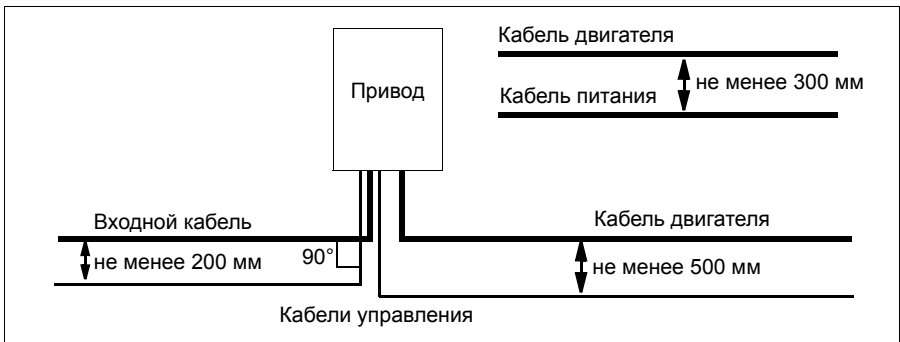 Кабель двигателя
Привод
не менее 300 мм
Кабель питания
Входной кабель
Кабель двигателя
не менее 200 мм
90°
не менее 500 мм
Кабели управления